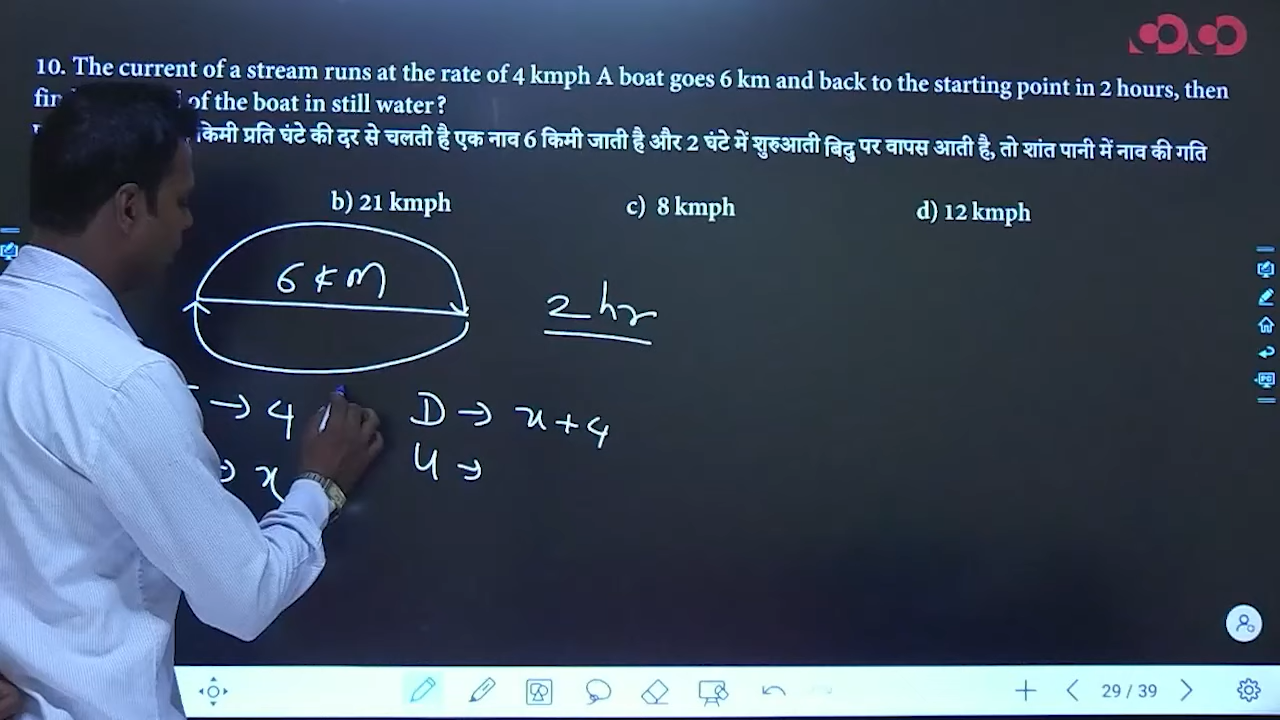 10. The current of a stream runs at the rate of 4 kmph A boat goes 6 km and back to the starting point in 2 hours, then
of the boat in still water?
किमी प्रति घंटे की दर से चलती है एक नाव 6 किमी जाती है और 2 घंटे में शुरुआती बिंदु पर वापस आती है, तो शांत पानी में नाव की गति
b) 21 kmph c) 8 kmph d) 12 kmph
6 KM
2 hr
→ 4 D → x + 4
→ x U →
29 / 39